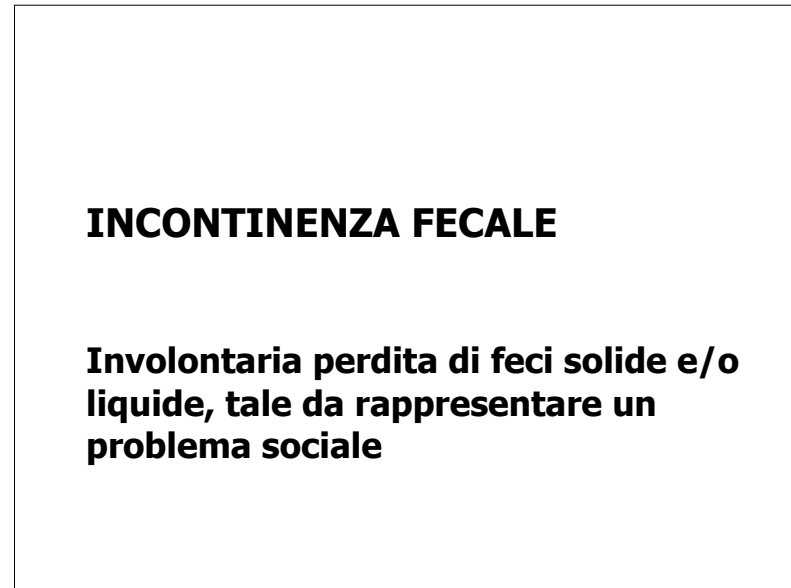 INCONTINENZA FECALE
Involontaria perdita di feci solide e/o
liquide, tale da rappresentare un
problema sociale